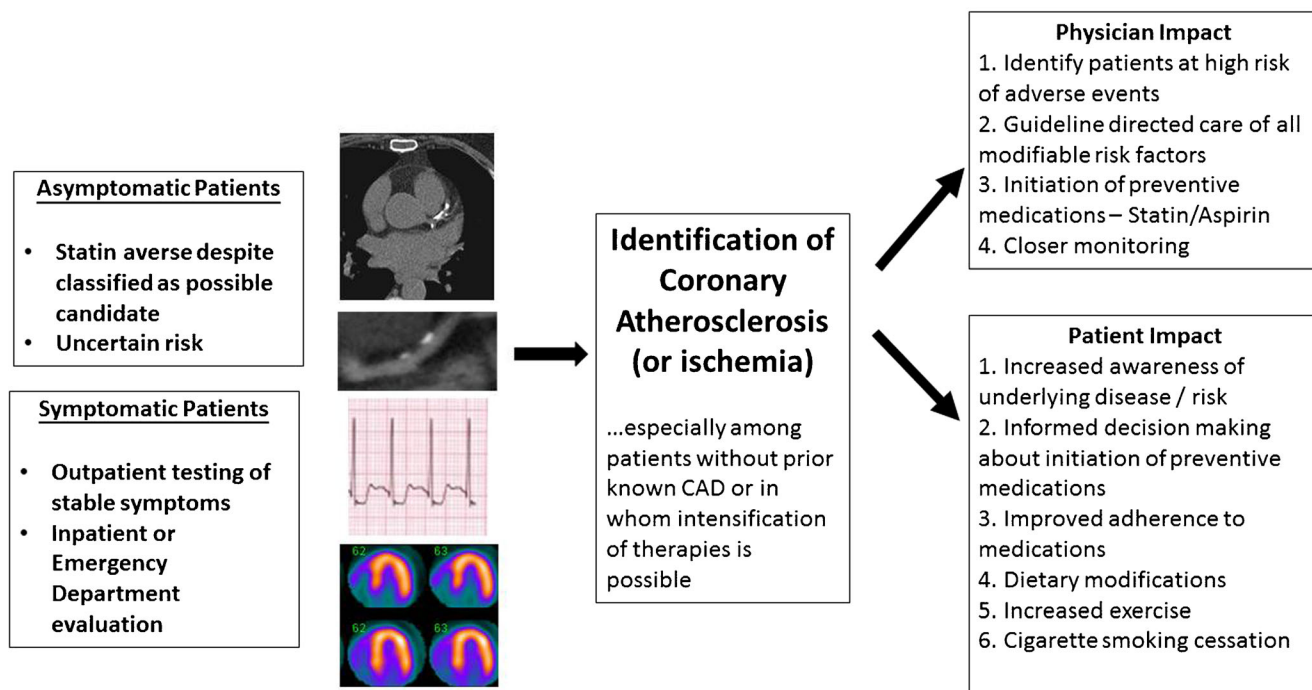 Asymptomatic Patients
• Statin averse despite
classified as possible
candidate
• Uncertain risk
Symptomatic Patients
• Outpatient testing of
stable symptoms
• Inpatient or
Emergency
Department
evaluation
62 63
62 63
Identification of
Coronary
Atherosclerosis
(or ischemia)
...especially among
patients without prior
known CAD or in
whom intensification
of therapies is
possible
Physician Impact
1. Identify patients at high risk
of adverse events
2. Guideline directed care of all
modifiable risk factors
3. Initiation of preventive
medications – Statin/Aspirin
4. Closer monitoring
Patient Impact
1. Increased awareness of
underlying disease / risk
2. Informed decision making
about initiation of preventive
medications
3. Improved adherence to
medications
4. Dietary modifications
5. Increased exercise
6. Cigarette smoking cessation